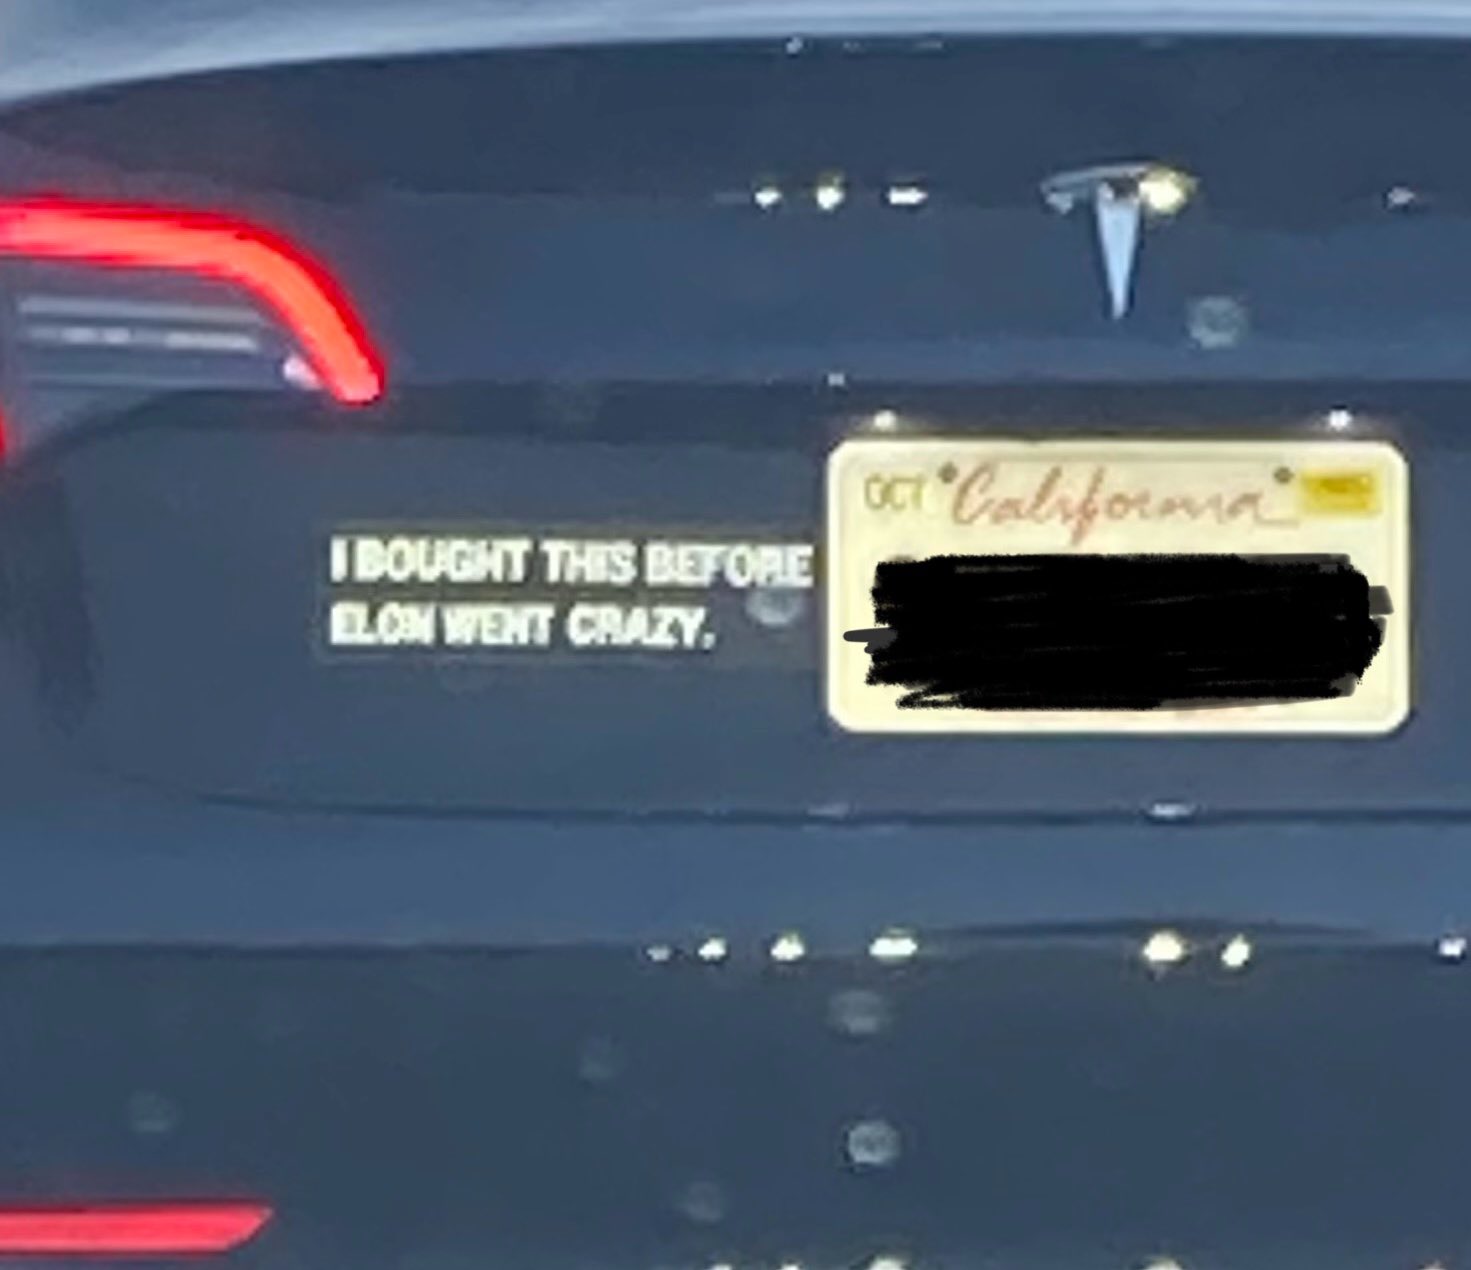 OCT California
I BOUGHT THIS BEFORE
ELON WENT CRAZY.